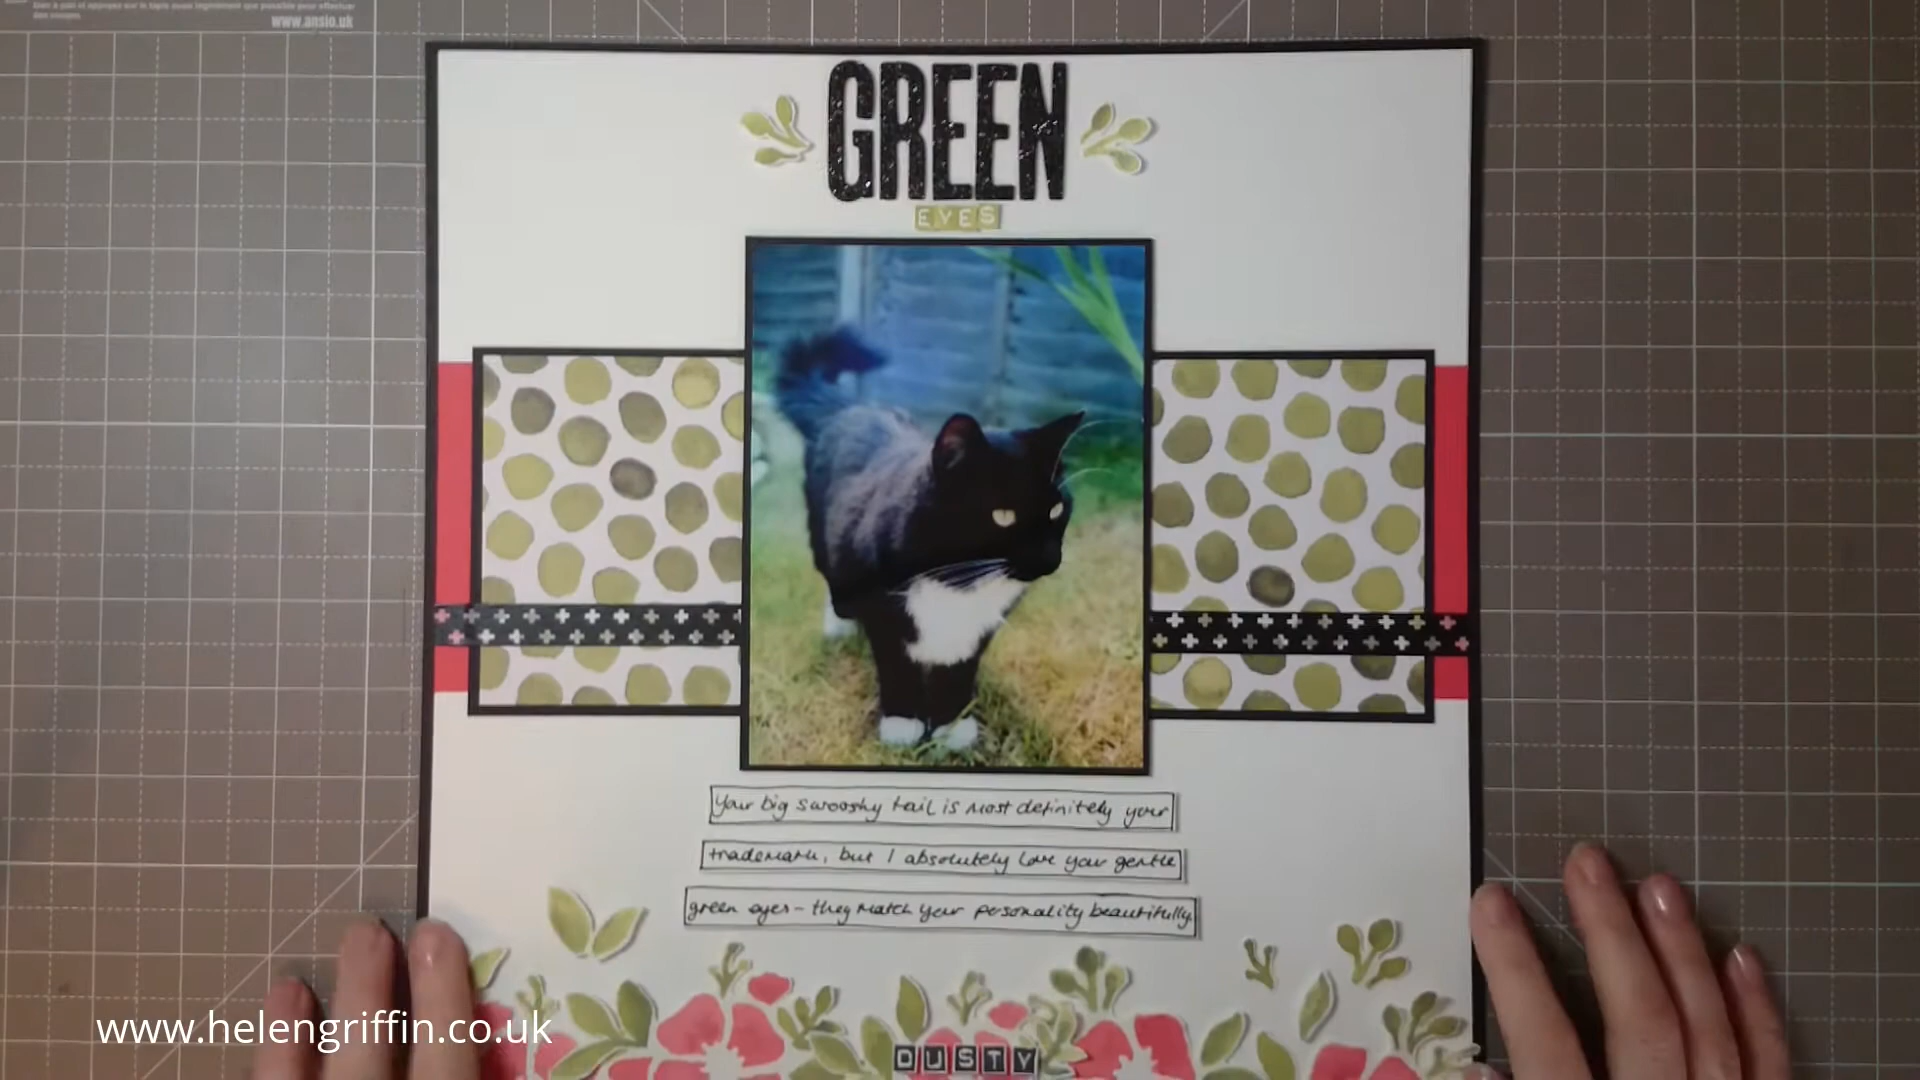 www.ansio.uk
GREEN
EYES
your big swooshy tail is most definitely your
trademark, but I absolutely love your gentle
green eyes - they match your personality beautifully.
www.helengriffin.co.uk
DUSTY